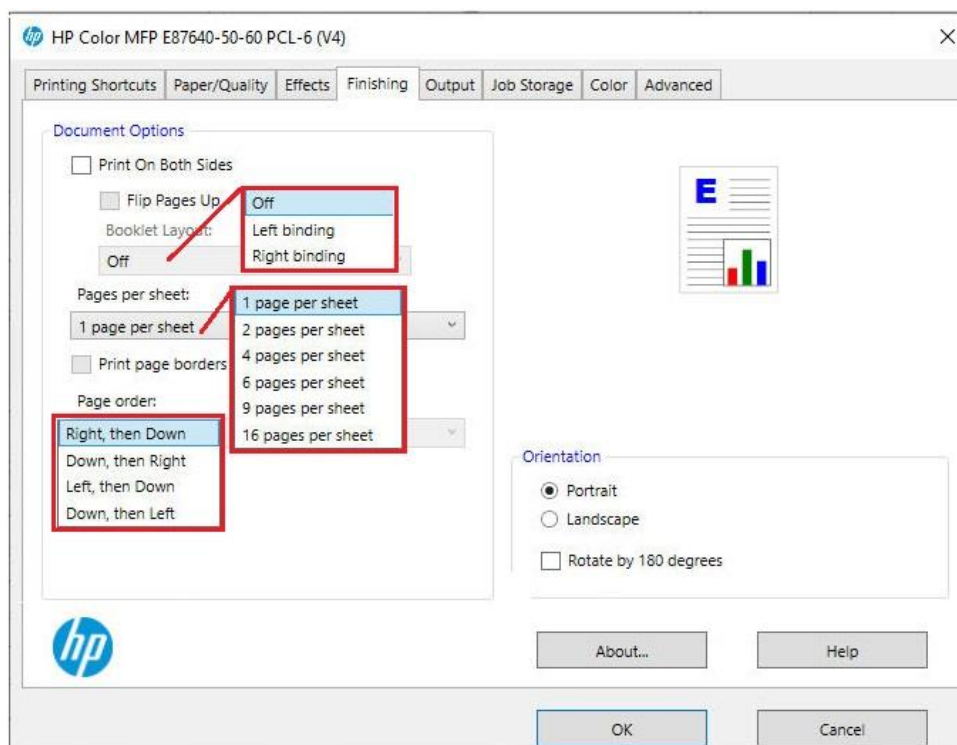 HP Color MFP E87640-50-60 PCL-6 (V4)
Printing Shortcuts Paper/Quality Effects Finishing Output Job Storage Color Advanced
Document Options
Print On Both Sides
Flip Pages Up
Booklet Layout:
Off
Off
Left binding
Right binding
Pages per sheet:
1 page per sheet
1 page per sheet
2 pages per sheet
4 pages per sheet
6 pages per sheet
9 pages per sheet
16 pages per sheet
Print page borders
Page order:
Right, then Down
Down, then Right
Left, then Down
Down, then Left
E
Orientation
Portrait
Landscape
Rotate by 180 degrees
hp
About...
Help
OK
Cancel